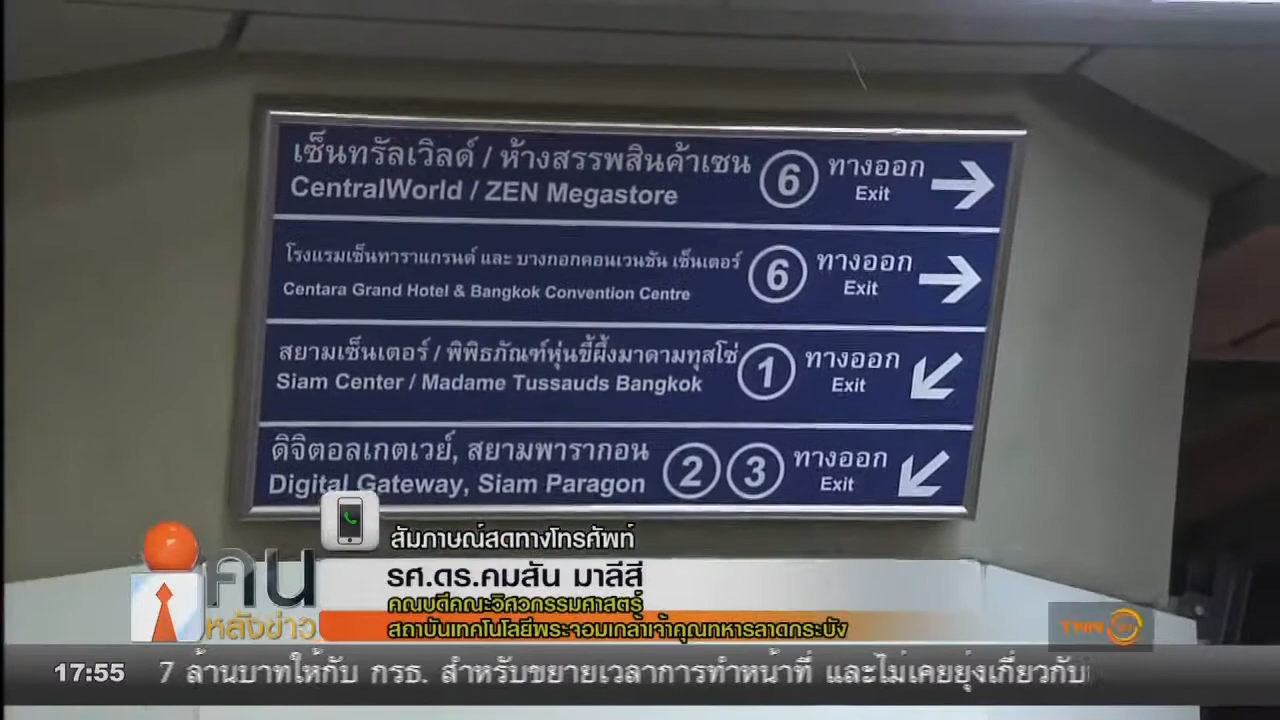 เซ็นทรัลเวิลด์ / ห้างสรรพสินค้าเซน 6 ทางออก
CentralWorld / ZEN Megastore Exit
โรงแรมเซ็นทาราแกรนด์ และ บางกอกคอนเวนชัน เซ็นเตอร์ 6 ทางออก
Centara Grand Hotel & Bangkok Convention Centre Exit
สยามเซ็นเตอร์ / พิพิธภัณฑ์หุ่นขี้ผึ้งมาดามทุสโซ่ 1 ทางออก
Siam Center / Madame Tussauds Bangkok Exit
ดิจิตอลเกตเวย์, สยามพารากอน 2 3 ทางออก
Digital Gateway, Siam Paragon Exit
สัมภาษณ์สดทางโทรศัพท์
รศ.ดร.คมสัน มาลีสี
คณบดีคณะวิศวกรรมศาสตร์
สถาบันเทคโนโลยีพระจอมเกล้าเจ้าคุณทหารลาดกระบัง
คน
หลังข่าว
TNN
17:55 7 ล้านบาทให้กับ กรธ. สำหรับขยายเวลาการทำหน้าที่ และไม่เคยยุ่งเกี่ยวกับ